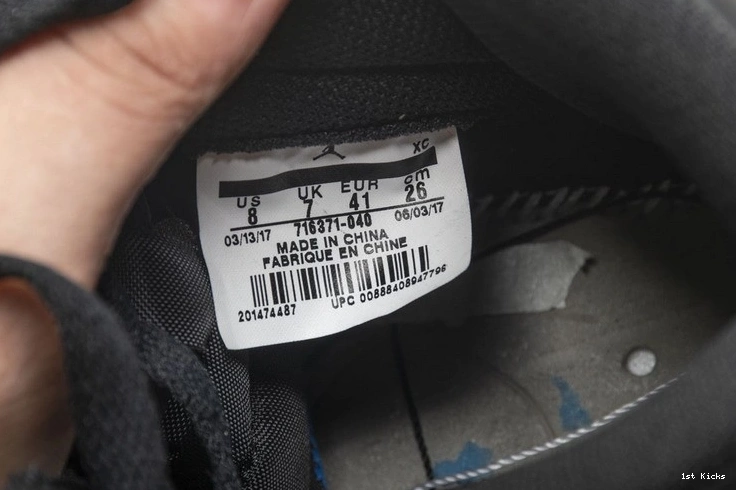 XC
US UK EUR cm
8 7 41 26
03/13/17 716371-040 06/03/17
MADE IN CHINA
FABRIQUE EN CHINE
201474487 UPC 00888408947796
1st Kicks